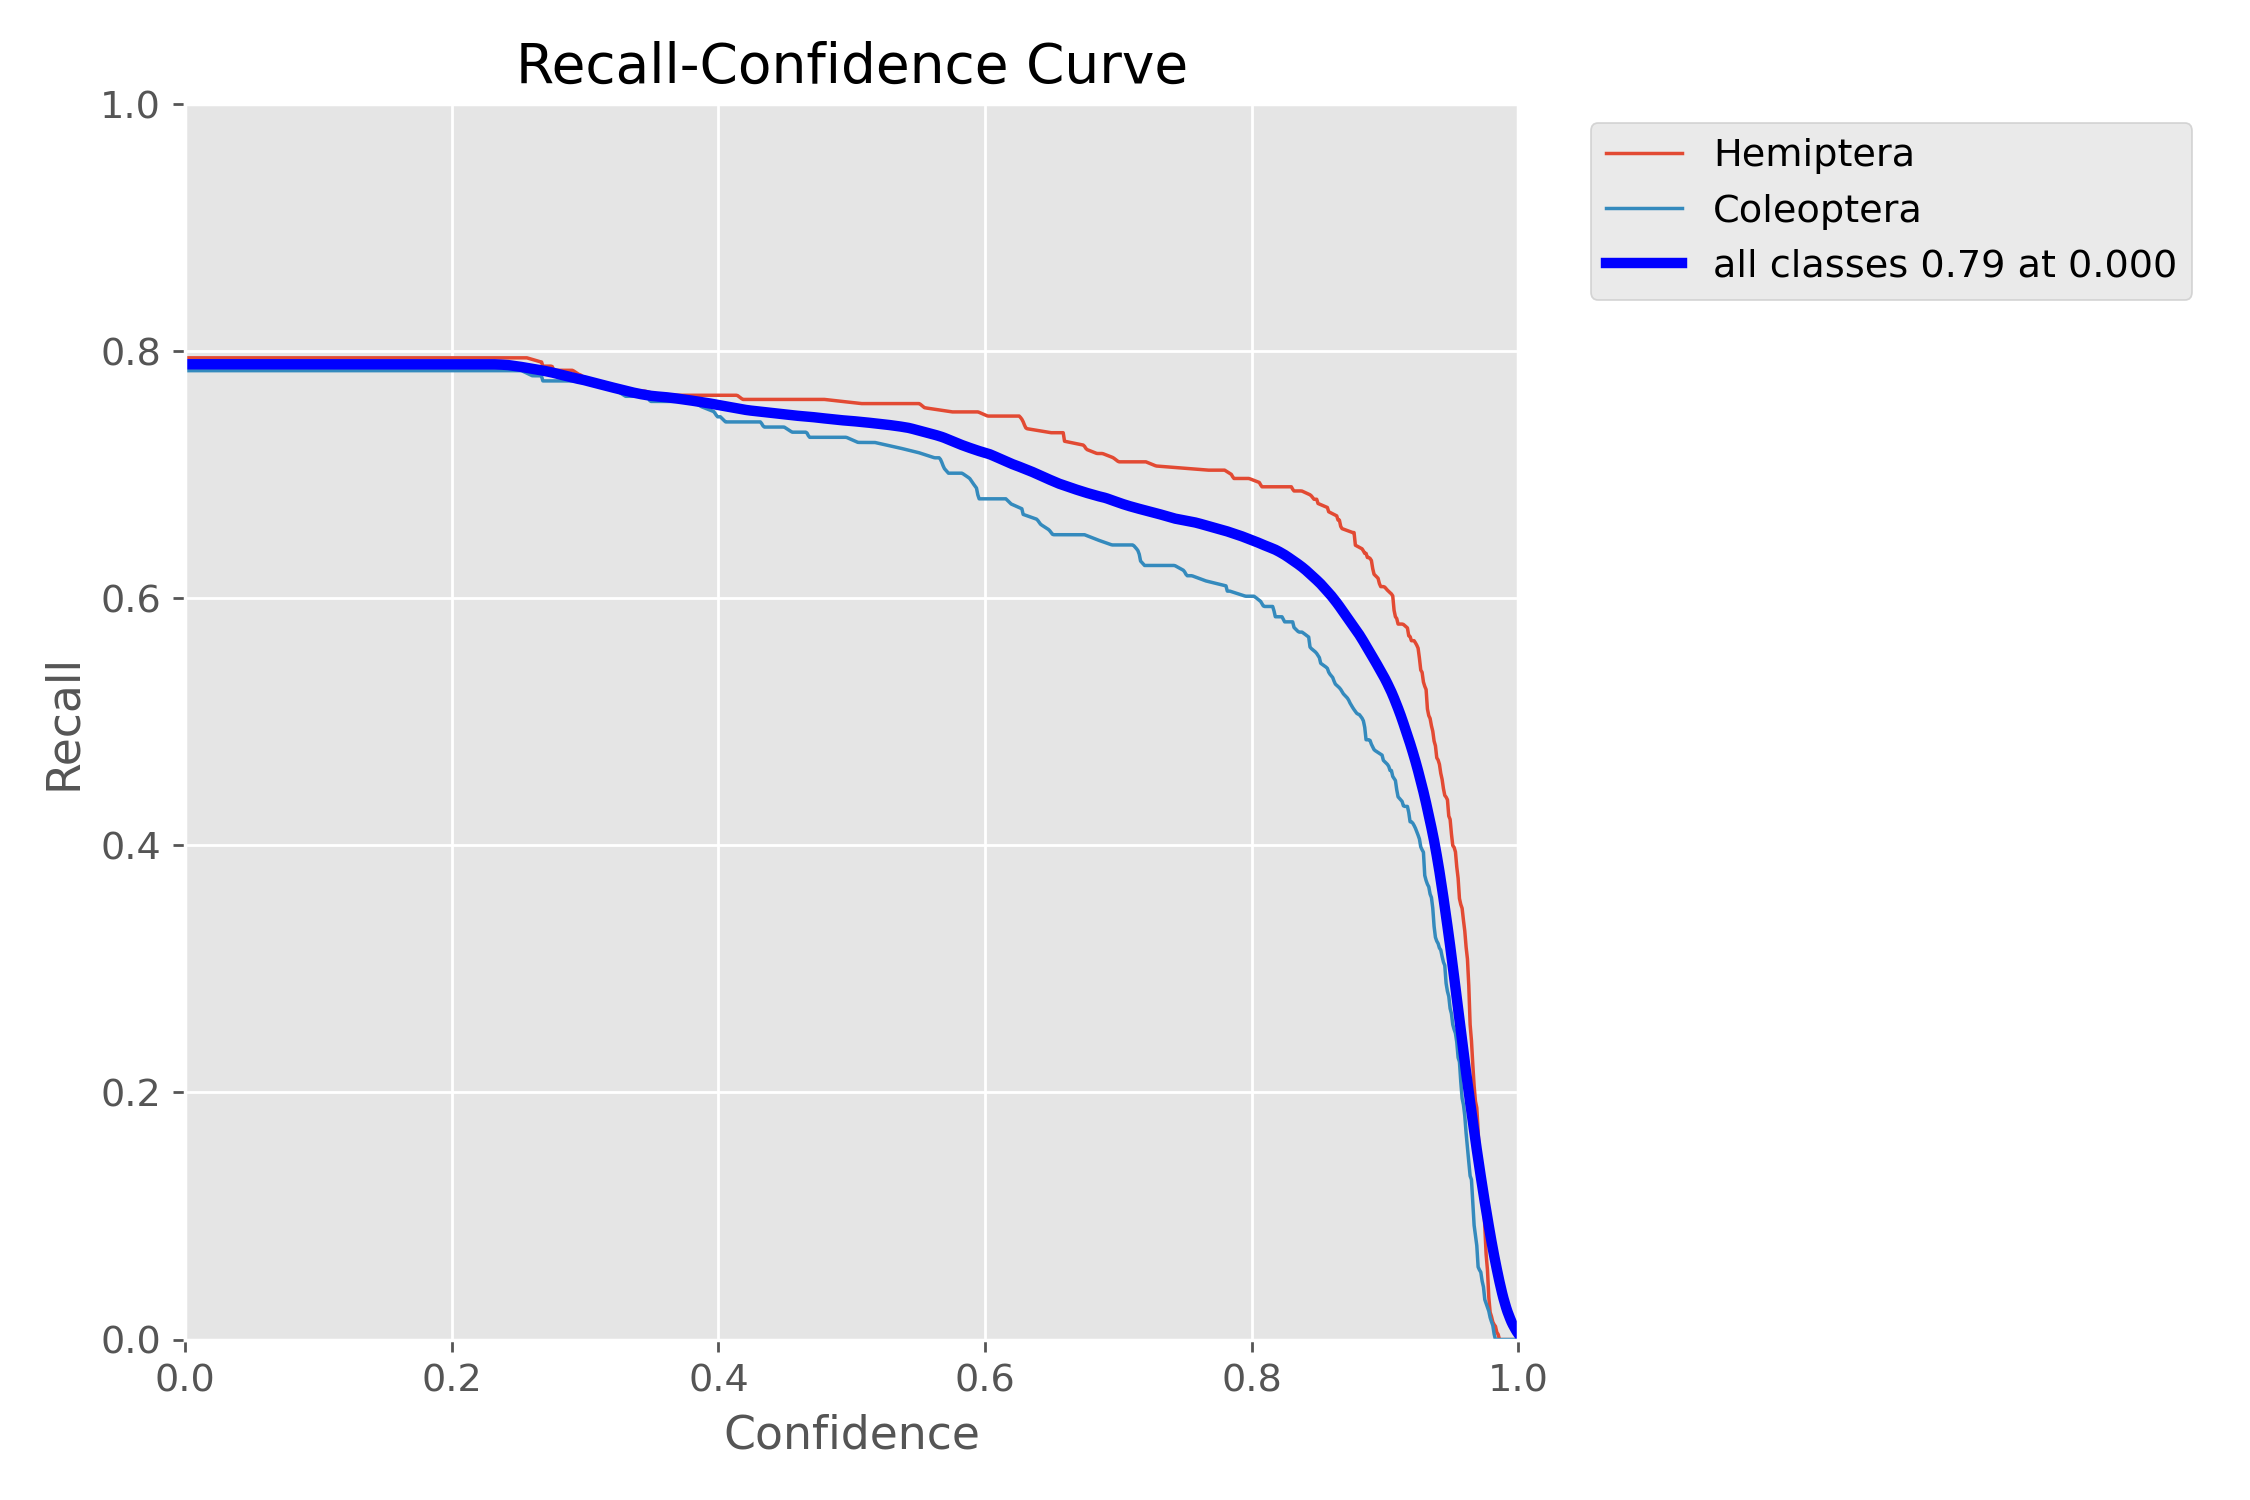 Recall-Confidence Curve
1.0
0.8
0.6
0.4
0.2
0.0
Recall
0.0 0.2 0.4 0.6 0.8 1.0
Confidence
Hemiptera
Coleoptera
all classes 0.79 at 0.000